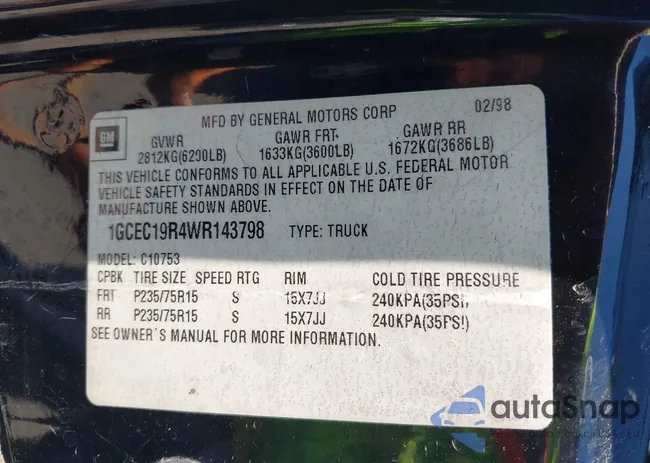 MFD BY GENERAL MOTORS CORP 02/98
GM
GVWR GAWR FRT GAWR RR
2812KG(6200LB) 1633KG(3600LB) 1672KG(3686LB)
THIS VEHICLE CONFORMS TO ALL APPLICABLE U.S. FEDERAL MOTOR
VEHICLE SAFETY STANDARDS IN EFFECT ON THE DATE OF
MANUFACTURE SHOWN ABOVE.
1GCEC19R4WR143798 TYPE: TRUCK
MODEL: C10753
CPBK TIRE SIZE SPEED RTG RIM COLD TIRE PRESSURE
FRT P235/75R15 S 15X7JJ 240KPA(35PSI)
RR P235/75R15 S 15X7JJ 240KPA(35PSI)
SEE OWNER'S MANUAL FOR MORE INFORMATION.
autoSnap